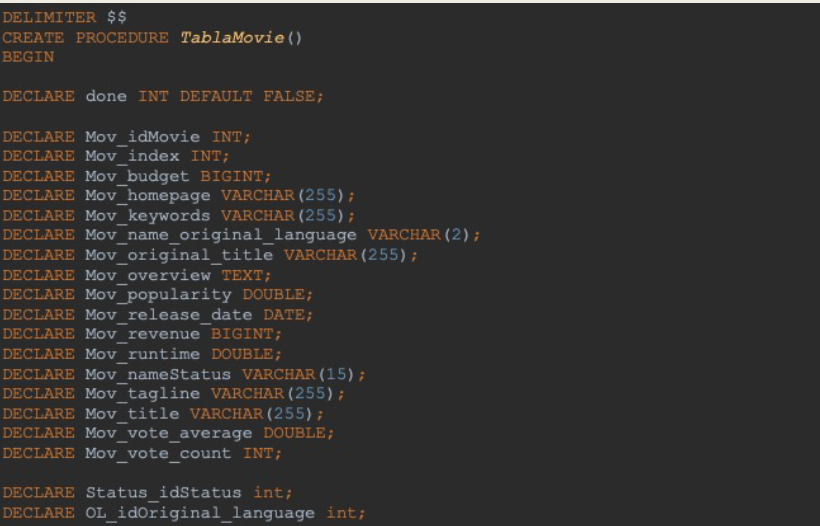 DELIMITER $$
CREATE PROCEDURE TablaMovie()
BEGIN
DECLARE done INT DEFAULT FALSE;
DECLARE Mov_idMovie INT;
DECLARE Mov_index INT;
DECLARE Mov_budget BIGINT;
DECLARE Mov_homepage VARCHAR(255);
DECLARE Mov_keywords VARCHAR(255);
DECLARE Mov_name_original_language VARCHAR(2);
DECLARE Mov_original_title VARCHAR(255);
DECLARE Mov_overview TEXT;
DECLARE Mov_popularity DOUBLE;
DECLARE Mov_release_date DATE;
DECLARE Mov_revenue BIGINT;
DECLARE Mov_runtime DOUBLE;
DECLARE Mov_nameStatus VARCHAR(15);
DECLARE Mov_tagline VARCHAR(255);
DECLARE Mov_title VARCHAR(255);
DECLARE Mov_vote_average DOUBLE;
DECLARE Mov_vote_count INT;
DECLARE Status_idStatus int;
DECLARE OL_idOriginal_language int;